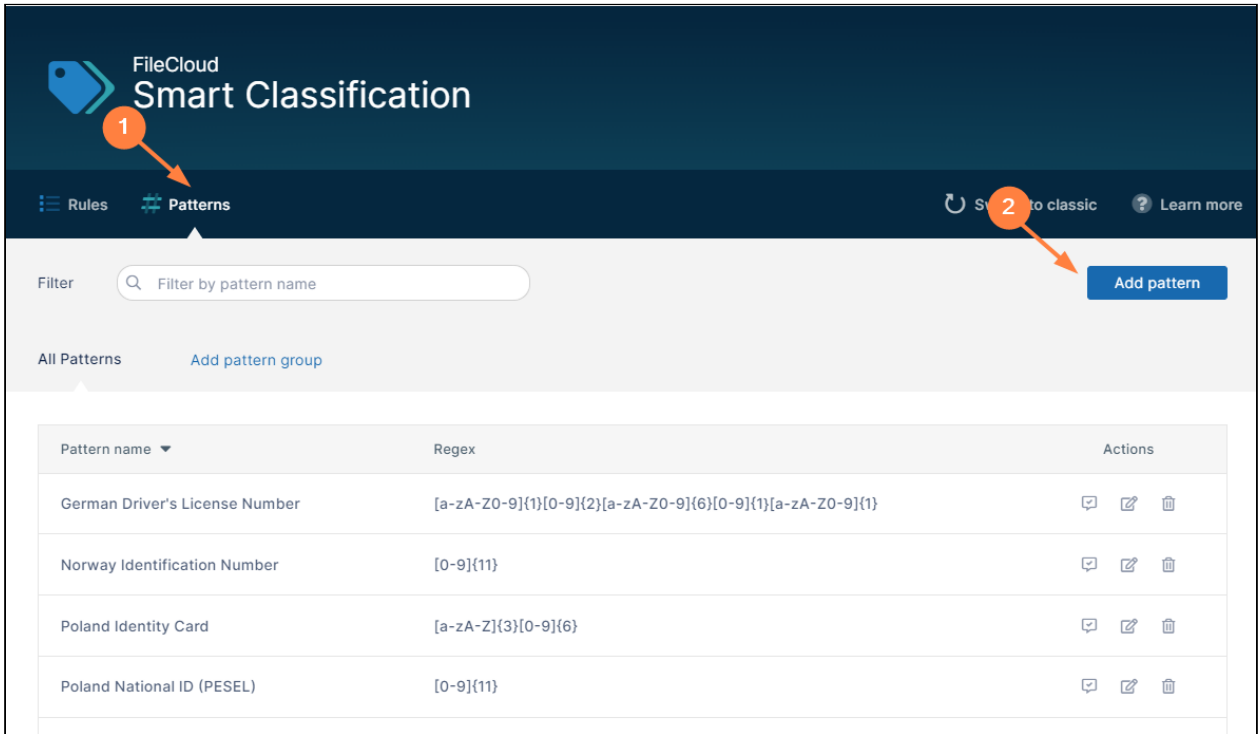 FileCloud
Smart Classification
1
Rules
Patterns
2
to classic
Learn more
Filter
Filter by pattern name
Add pattern
All Patterns
Add pattern group
Pattern name Regex Actions
German Driver's License Number [a-zA-Z0-9]{1}[0-9]{2}[a-zA-Z0-9]{6}[0-9]{1}[a-zA-Z0-9]{1}
Norway Identification Number [0-9]{11}
Poland Identity Card [a-zA-Z]{3}[0-9]{6}
Poland National ID (PESEL) [0-9]{11}